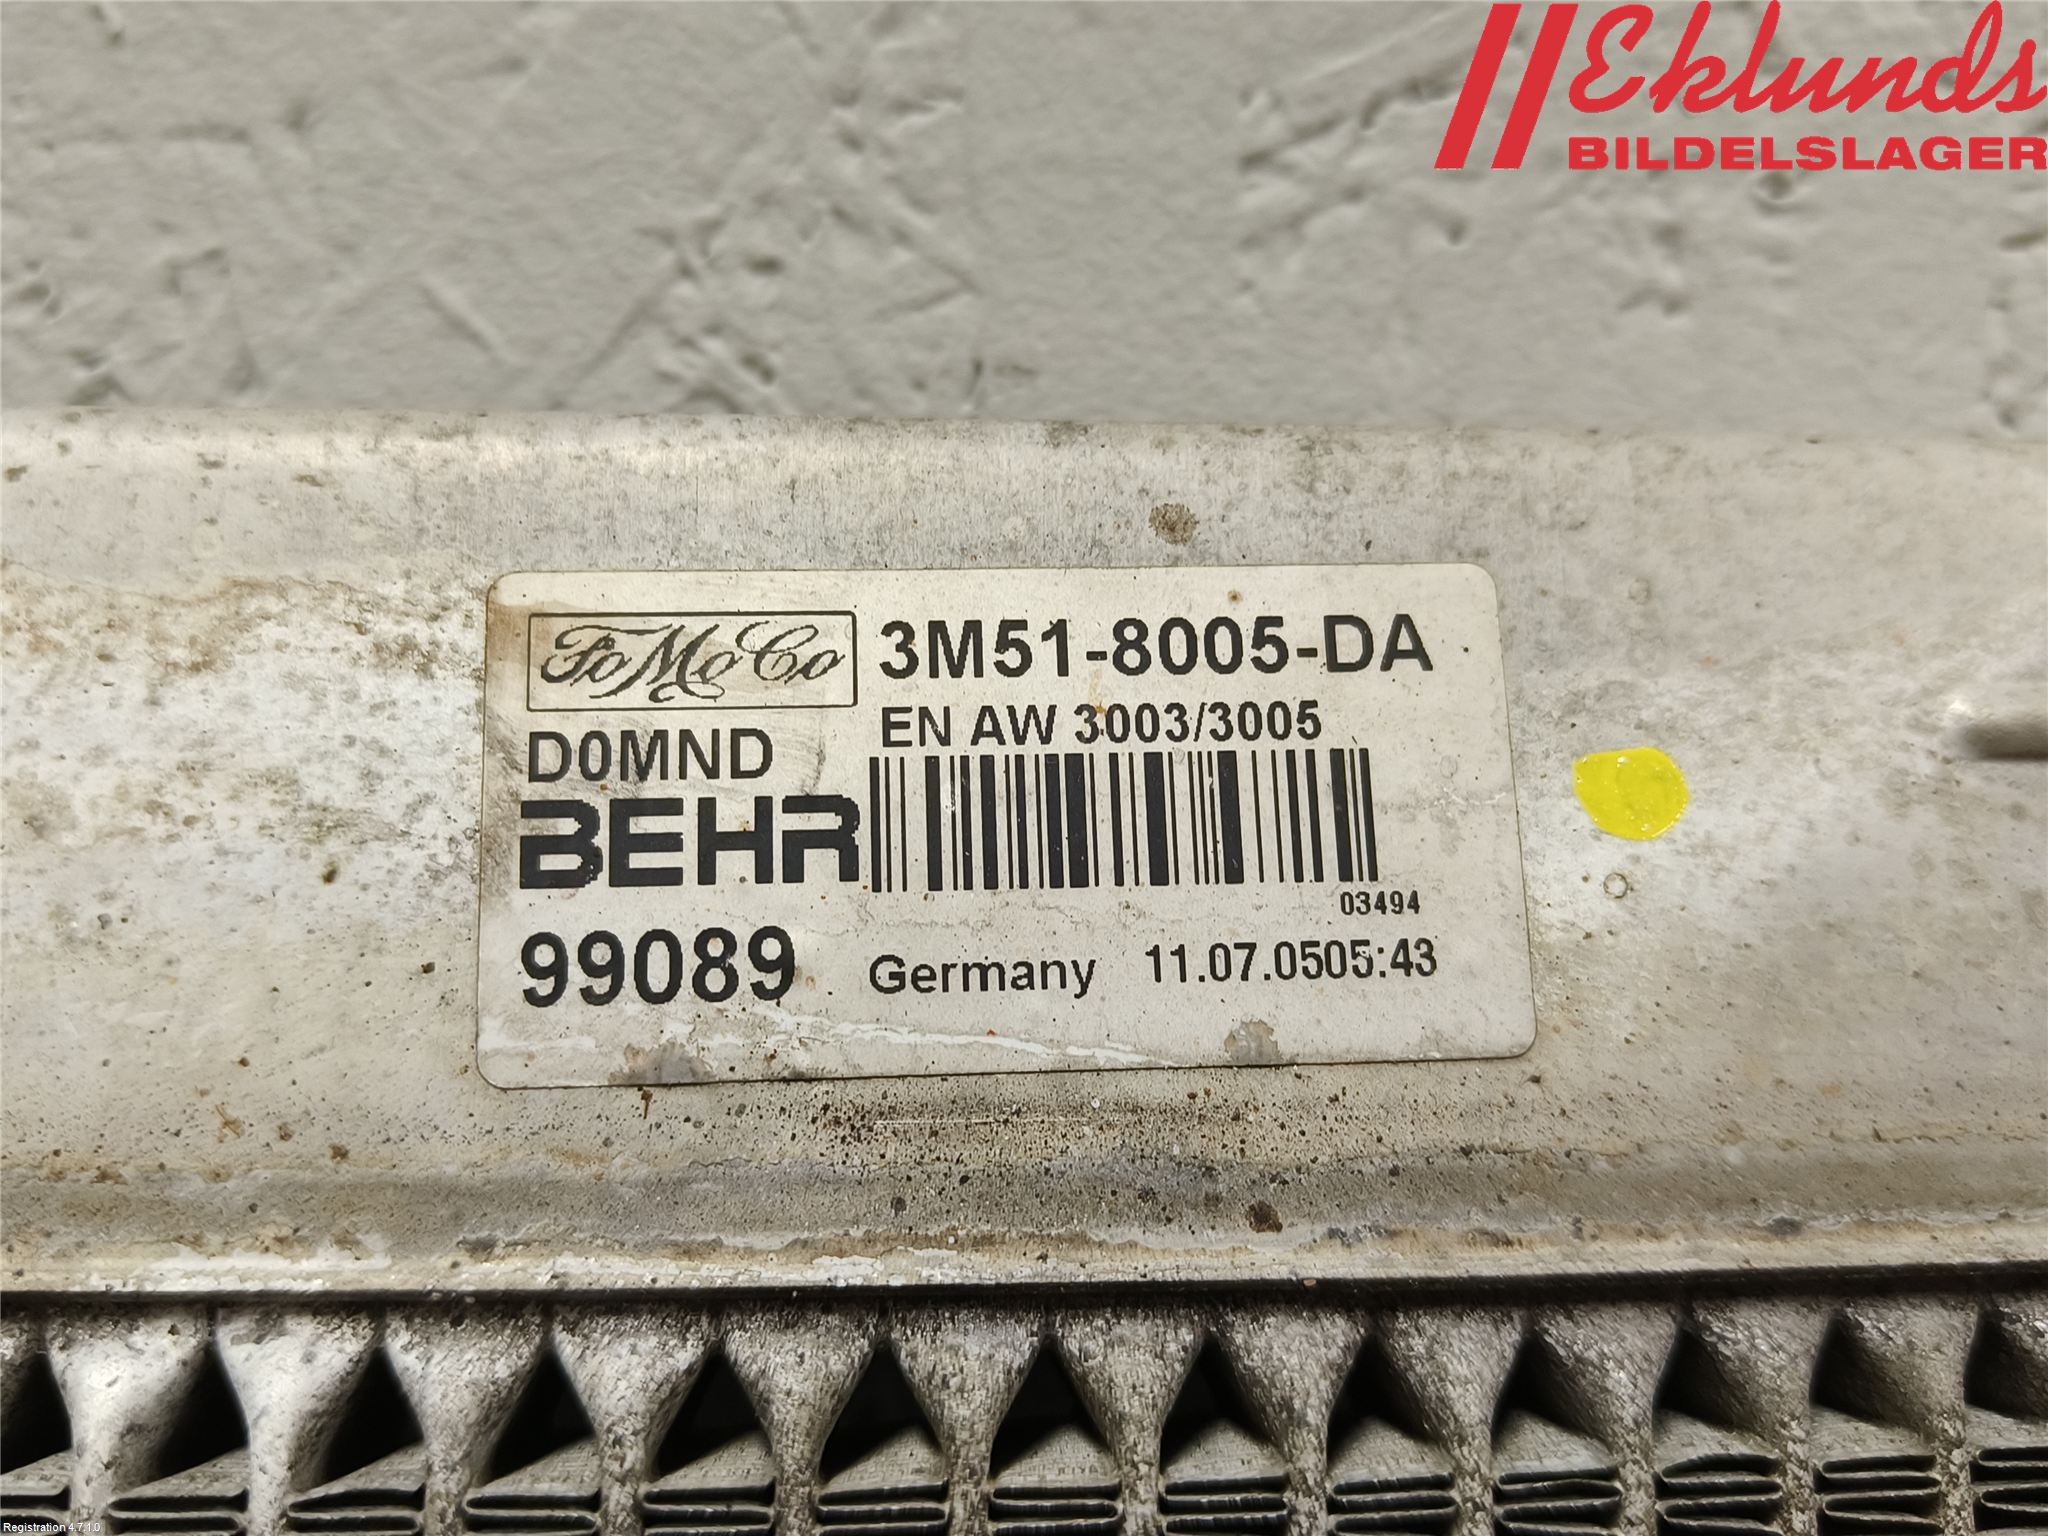 Eklunds
BILDELSLAGER
FoMoCo 3M51-8005-DA
EN AW 3003/3005
D0MND
BEHR
03494
99089 Germany 11.07.0505:43
Registration 4.7.1.0